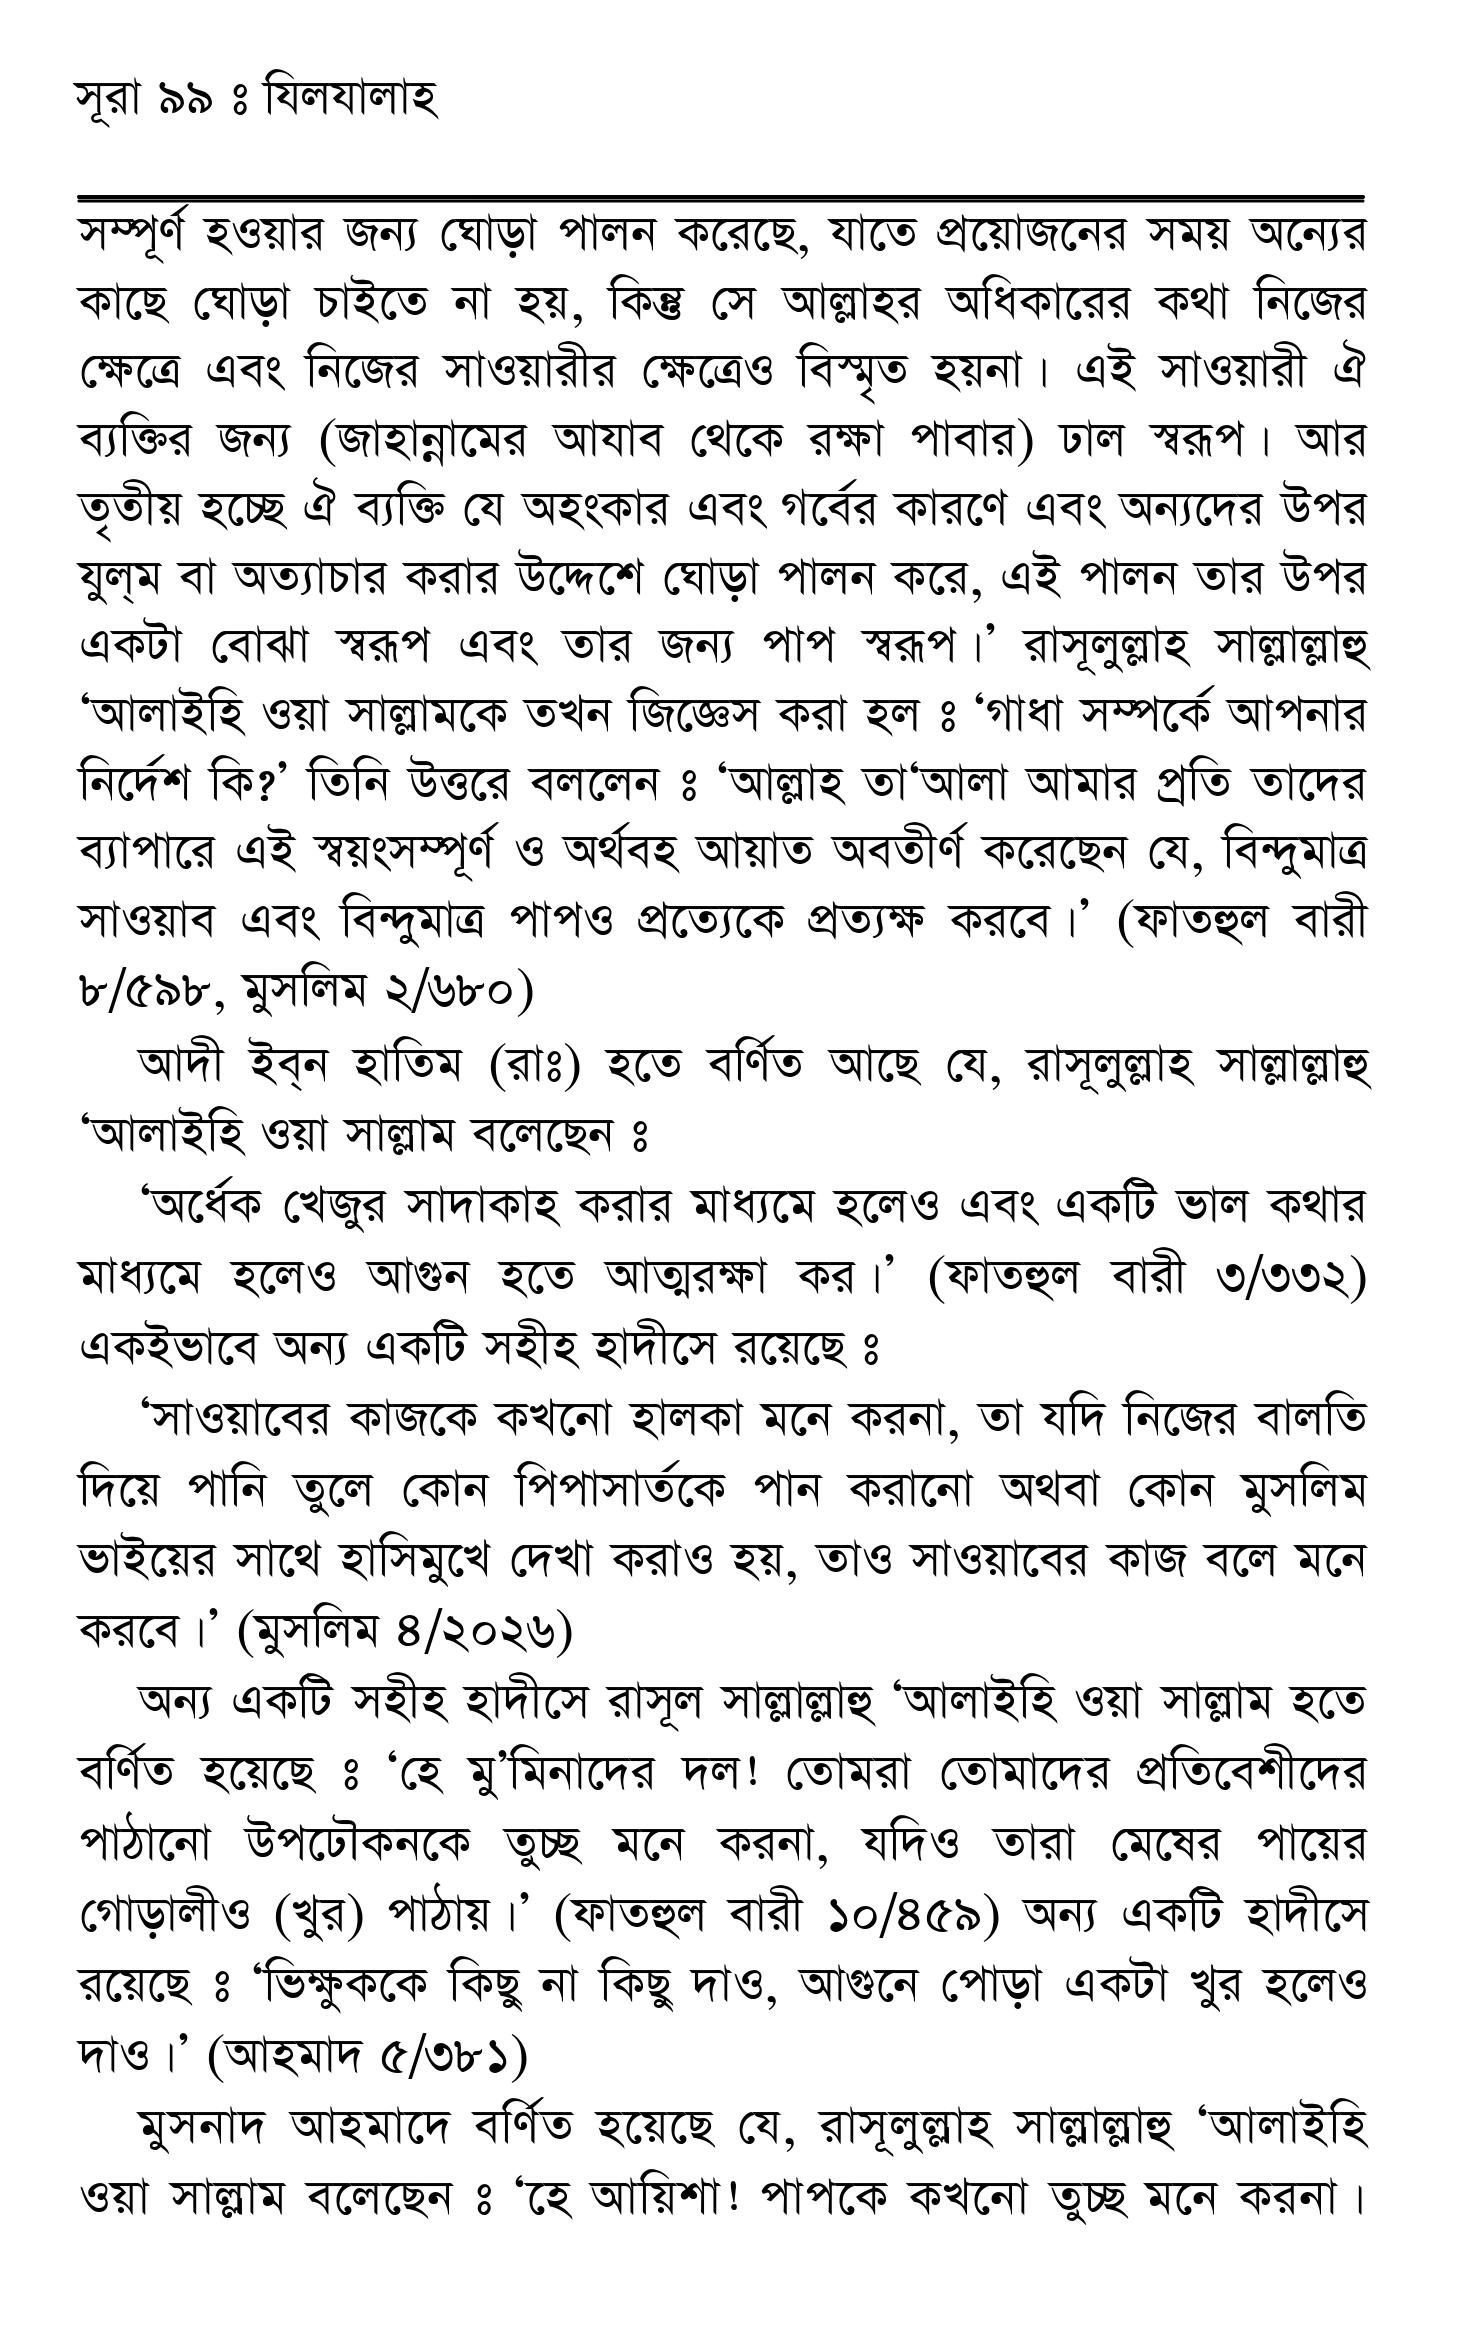 সূরা ৯৯ ঃ যিলযালাহ
সম্পূর্ণ হওয়ার জন্য ঘোড়া পালন করেছে, যাতে প্রয়োজনের সময় অন্যের
কাছে ঘোড়া চাইতে না হয়, কিন্তু সে আল্লাহর অধিকারের কথা নিজের
ক্ষেত্রে এবং নিজের সাওয়ারীর ক্ষেত্রেও বিস্মৃত হয়না। এই সাওয়ারী ঐ
ব্যক্তির জন্য (জাহান্নামের আযাব থেকে রক্ষা পাবার) ঢাল স্বরূপ। আর
তৃতীয় হচ্ছে ঐ ব্যক্তি যে অহংকার এবং গর্বের কারণে এবং অন্যদের উপর
যুল্‌ম বা অত্যাচার করার উদ্দেশে ঘোড়া পালন করে, এই পালন তার উপর
একটা বোঝা স্বরূপ এবং তার জন্য পাপ স্বরূপ।’ রাসূলুল্লাহ সাল্লাল্লাহু
‘আলাইহি ওয়া সাল্লামকে তখন জিজ্ঞেস করা হল ঃ ‘গাধা সম্পর্কে আপনার
নির্দেশ কি?’ তিনি উত্তরে বললেন ঃ ‘আল্লাহ তা‘আলা আমার প্রতি তাদের
ব্যাপারে এই স্বয়ংসম্পূর্ণ ও অর্থবহ আয়াত অবতীর্ণ করেছেন যে, বিন্দুমাত্র
সাওয়াব এবং বিন্দুমাত্র পাপও প্রত্যেকে প্রত্যক্ষ করবে।’ (ফাতহুল বারী
৮/৫৯৮, মুসলিম ২/৬৮০)
আদী ইব্‌ন হাতিম (রাঃ) হতে বর্ণিত আছে যে, রাসূলুল্লাহ সাল্লাল্লাহু
‘আলাইহি ওয়া সাল্লাম বলেছেন ঃ
‘অর্ধেক খেজুর সাদাকাহ করার মাধ্যমে হলেও এবং একটি ভাল কথার
মাধ্যমে হলেও আগুন হতে আত্মরক্ষা কর।’ (ফাতহুল বারী ৩/৩৩২)
একইভাবে অন্য একটি সহীহ হাদীসে রয়েছে ঃ
‘সাওয়াবের কাজকে কখনো হালকা মনে করনা, তা যদি নিজের বালতি
দিয়ে পানি তুলে কোন পিপাসার্তকে পান করানো অথবা কোন মুসলিম
ভাইয়ের সাথে হাসিমুখে দেখা করাও হয়, তাও সাওয়াবের কাজ বলে মনে
করবে।’ (মুসলিম ৪/২০২৬)
অন্য একটি সহীহ হাদীসে রাসূল সাল্লাল্লাহু ‘আলাইহি ওয়া সাল্লাম হতে
বর্ণিত হয়েছে ঃ ‘হে মু’মিনাদের দল! তোমরা তোমাদের প্রতিবেশীদের
পাঠানো উপঢৌকনকে তুচ্ছ মনে করনা, যদিও তারা মেষের পায়ের
গোড়ালীও (খুর) পাঠায়।’ (ফাতহুল বারী ১০/৪৫৯) অন্য একটি হাদীসে
রয়েছে ঃ ‘ভিক্ষুককে কিছু না কিছু দাও, আগুনে পোড়া একটা খুর হলেও
দাও।’ (আহমাদ ৫/৩৮১)
মুসনাদ আহমাদে বর্ণিত হয়েছে যে, রাসূলুল্লাহ সাল্লাল্লাহু ‘আলাইহি
ওয়া সাল্লাম বলেছেন ঃ ‘হে আয়িশা! পাপকে কখনো তুচ্ছ মনে করনা।